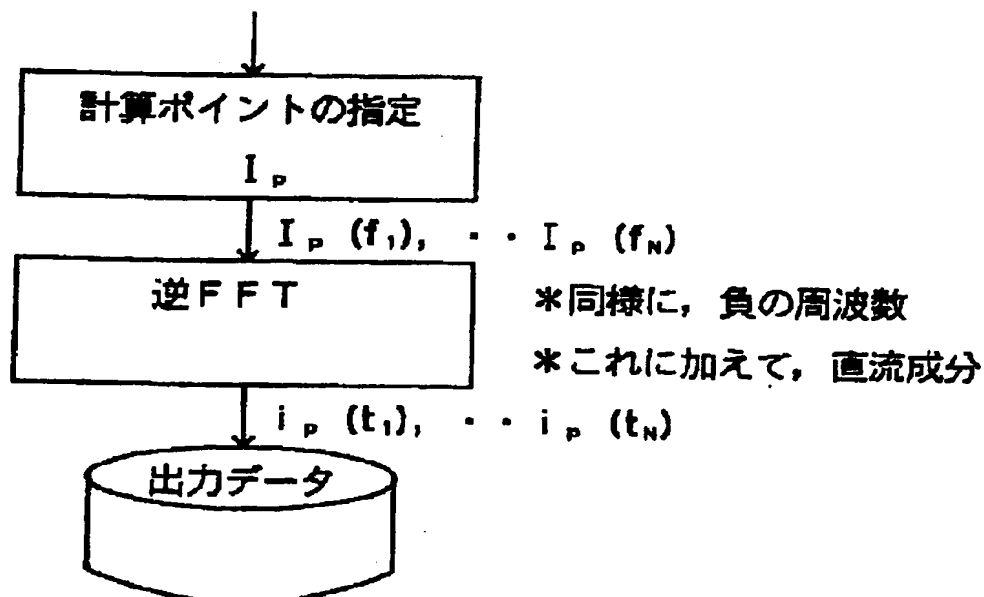 計算ポイントの指定
I p
I p (f1), ・・ I p (fN)
逆FFT
*同様に, 負の周波数
*これに加えて, 直流成分
i p (t1), ・・ i p (tN)
出力データ